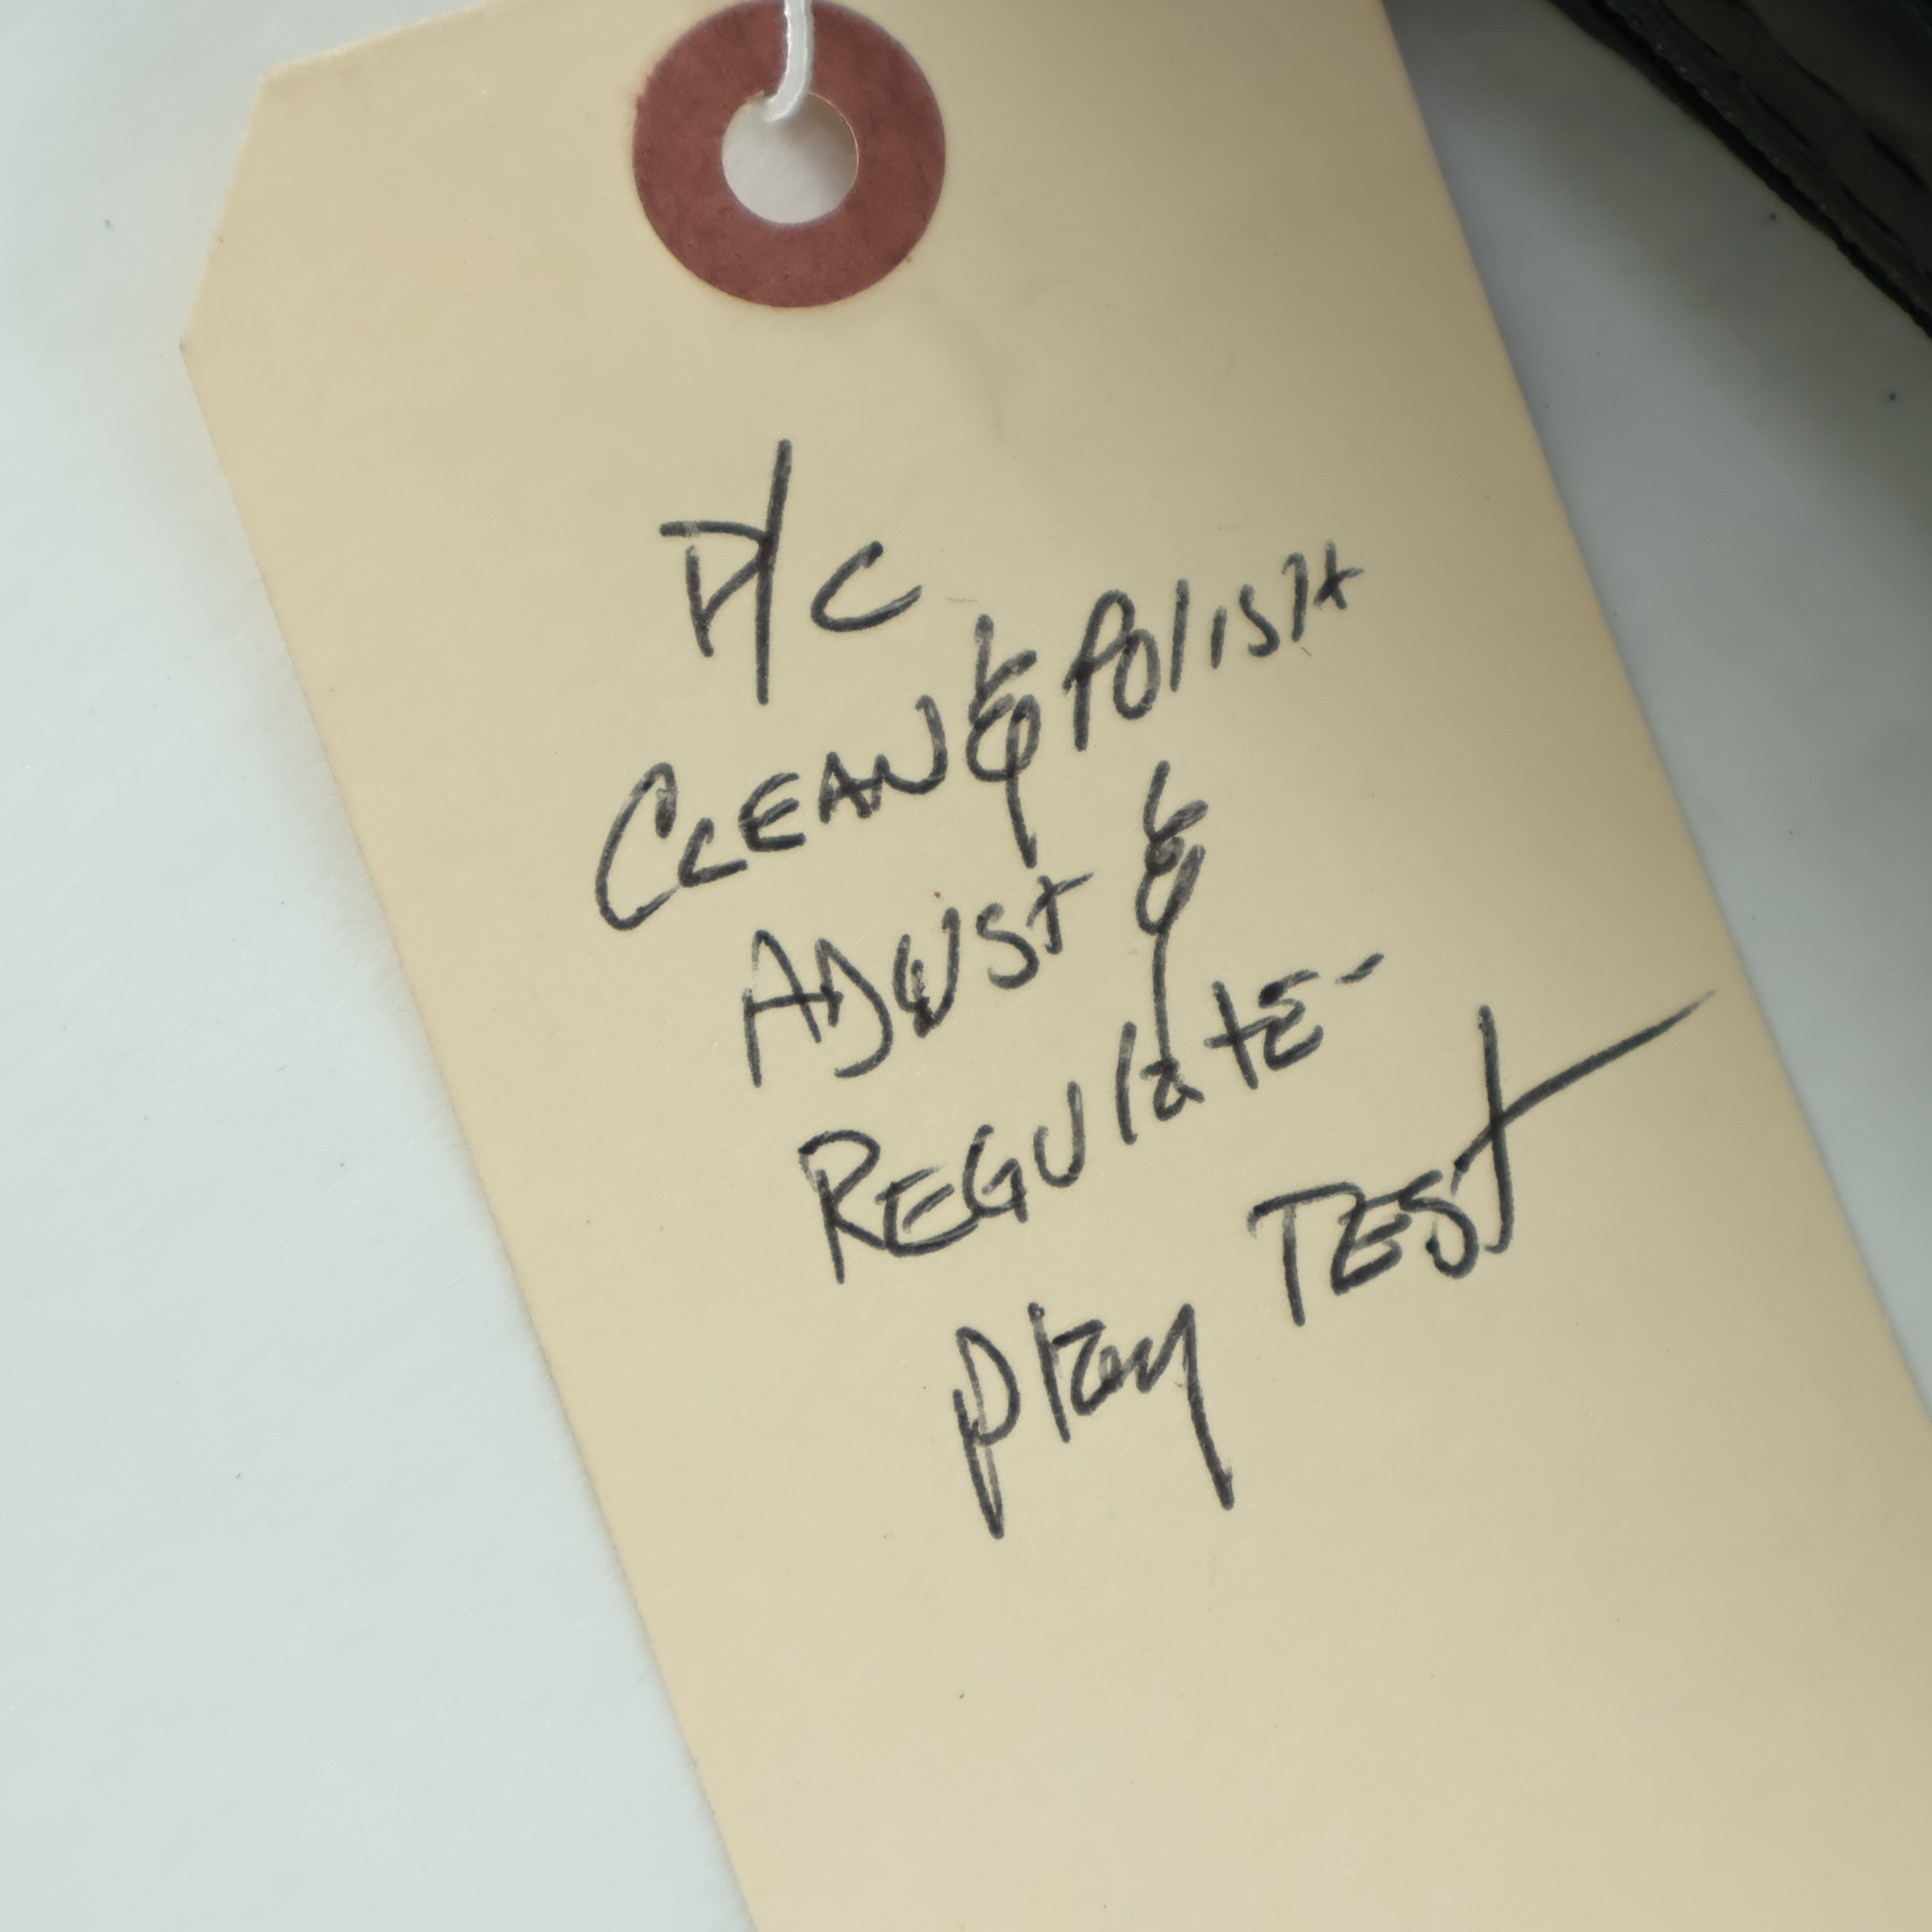 D/C
CLEAN & POLISH
ADJUST &
REGULATE -
Play TEST